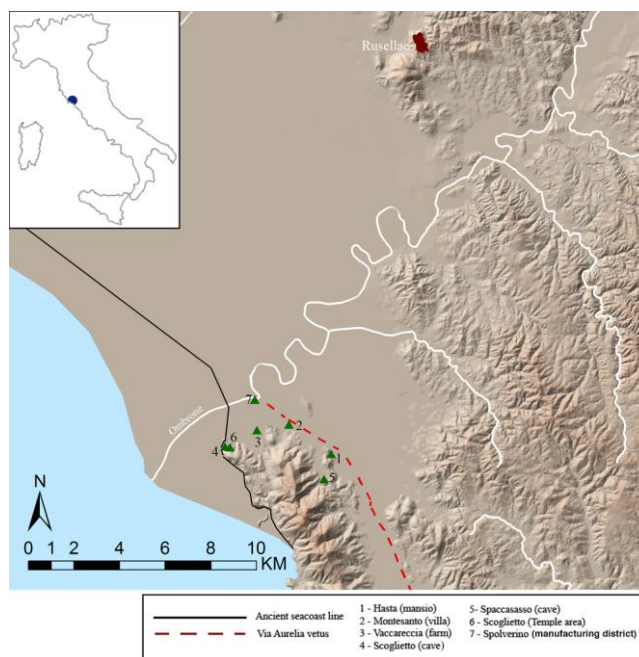 Rusellae
Ombrone
7
2
3
4
6
1
5
N
0 1 2 4 6 8 10
KM
Ancient seacoast line
Via Aurelia vetus
1 - Hasta (mansio)
2 - Montesanto (villa)
3 - Vaccareccia (farm)
4 - Scoglietto (cave)
5- Spaccasasso (cave)
6 - Scoglietto (Temple area)
7 - Spolverino (manufacturing district)